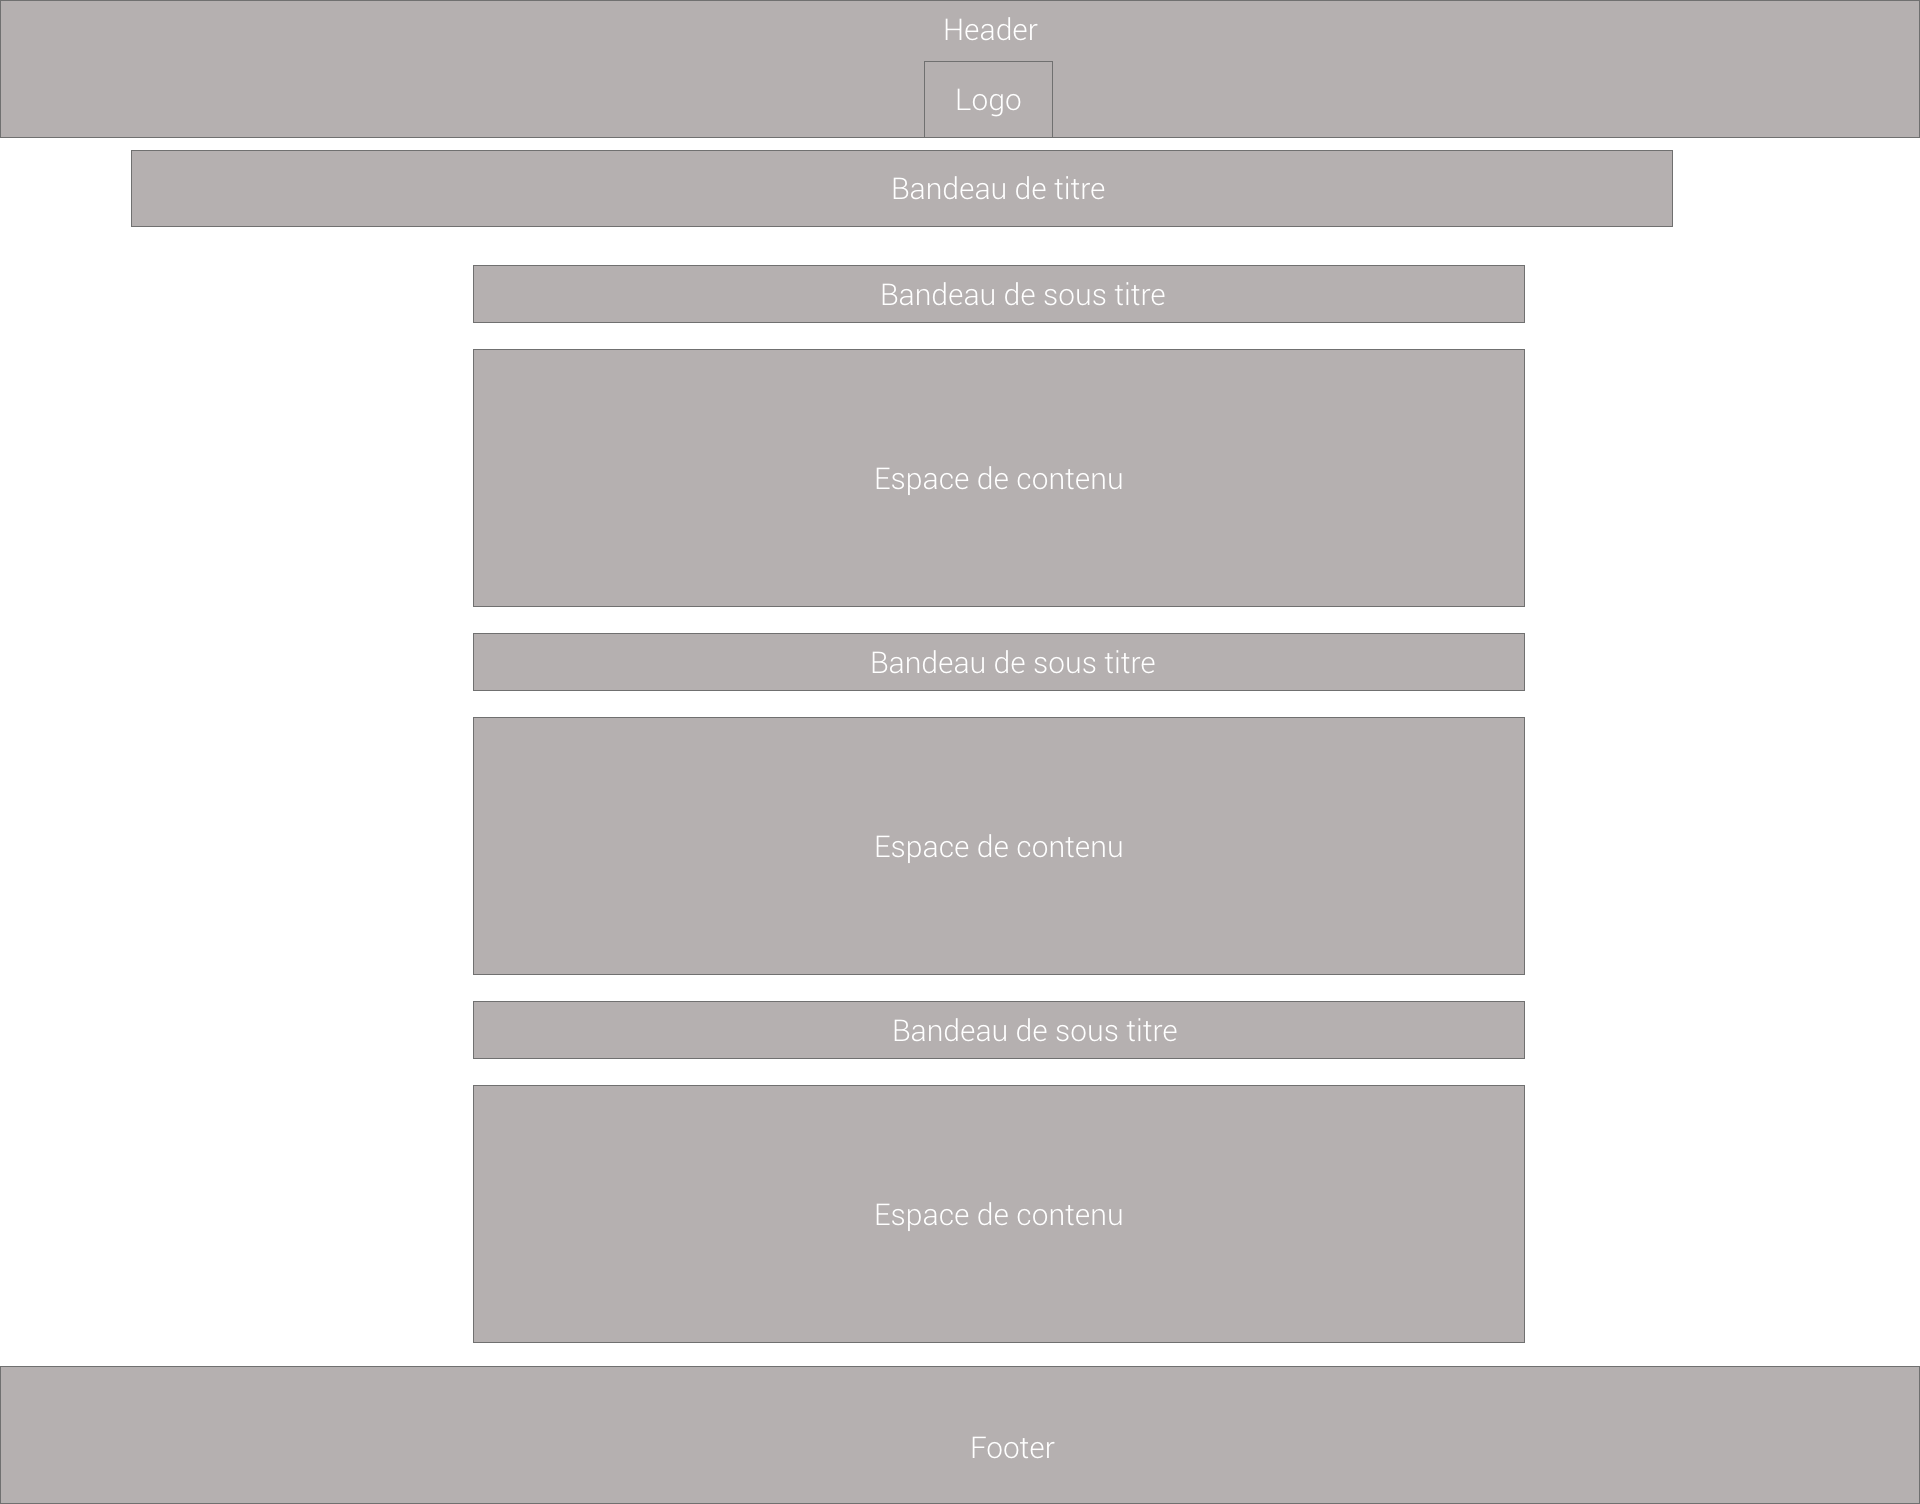 Header
Logo
Bandeau de titre
Bandeau de sous titre
Espace de contenu
Bandeau de sous titre
Espace de contenu
Bandeau de sous titre
Espace de contenu
Footer